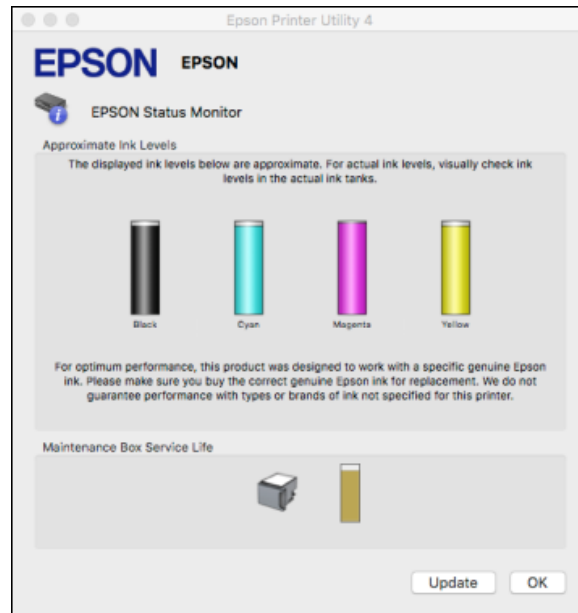 Epson Printer Utility 4
EPSON EPSON
EPSON Status Monitor
Approximate Ink Levels
The displayed ink levels below are approximate. For actual ink levels, visually check ink
levels in the actual ink tanks.
Black Cyan Magenta Yellow
For optimum performance, this product was designed to work with a specific genuine Epson
ink. Please make sure you buy the correct genuine Epson ink for replacement. We do not
guarantee performance with types or brands of ink not specified for this printer.
Maintenance Box Service Life
Update OK